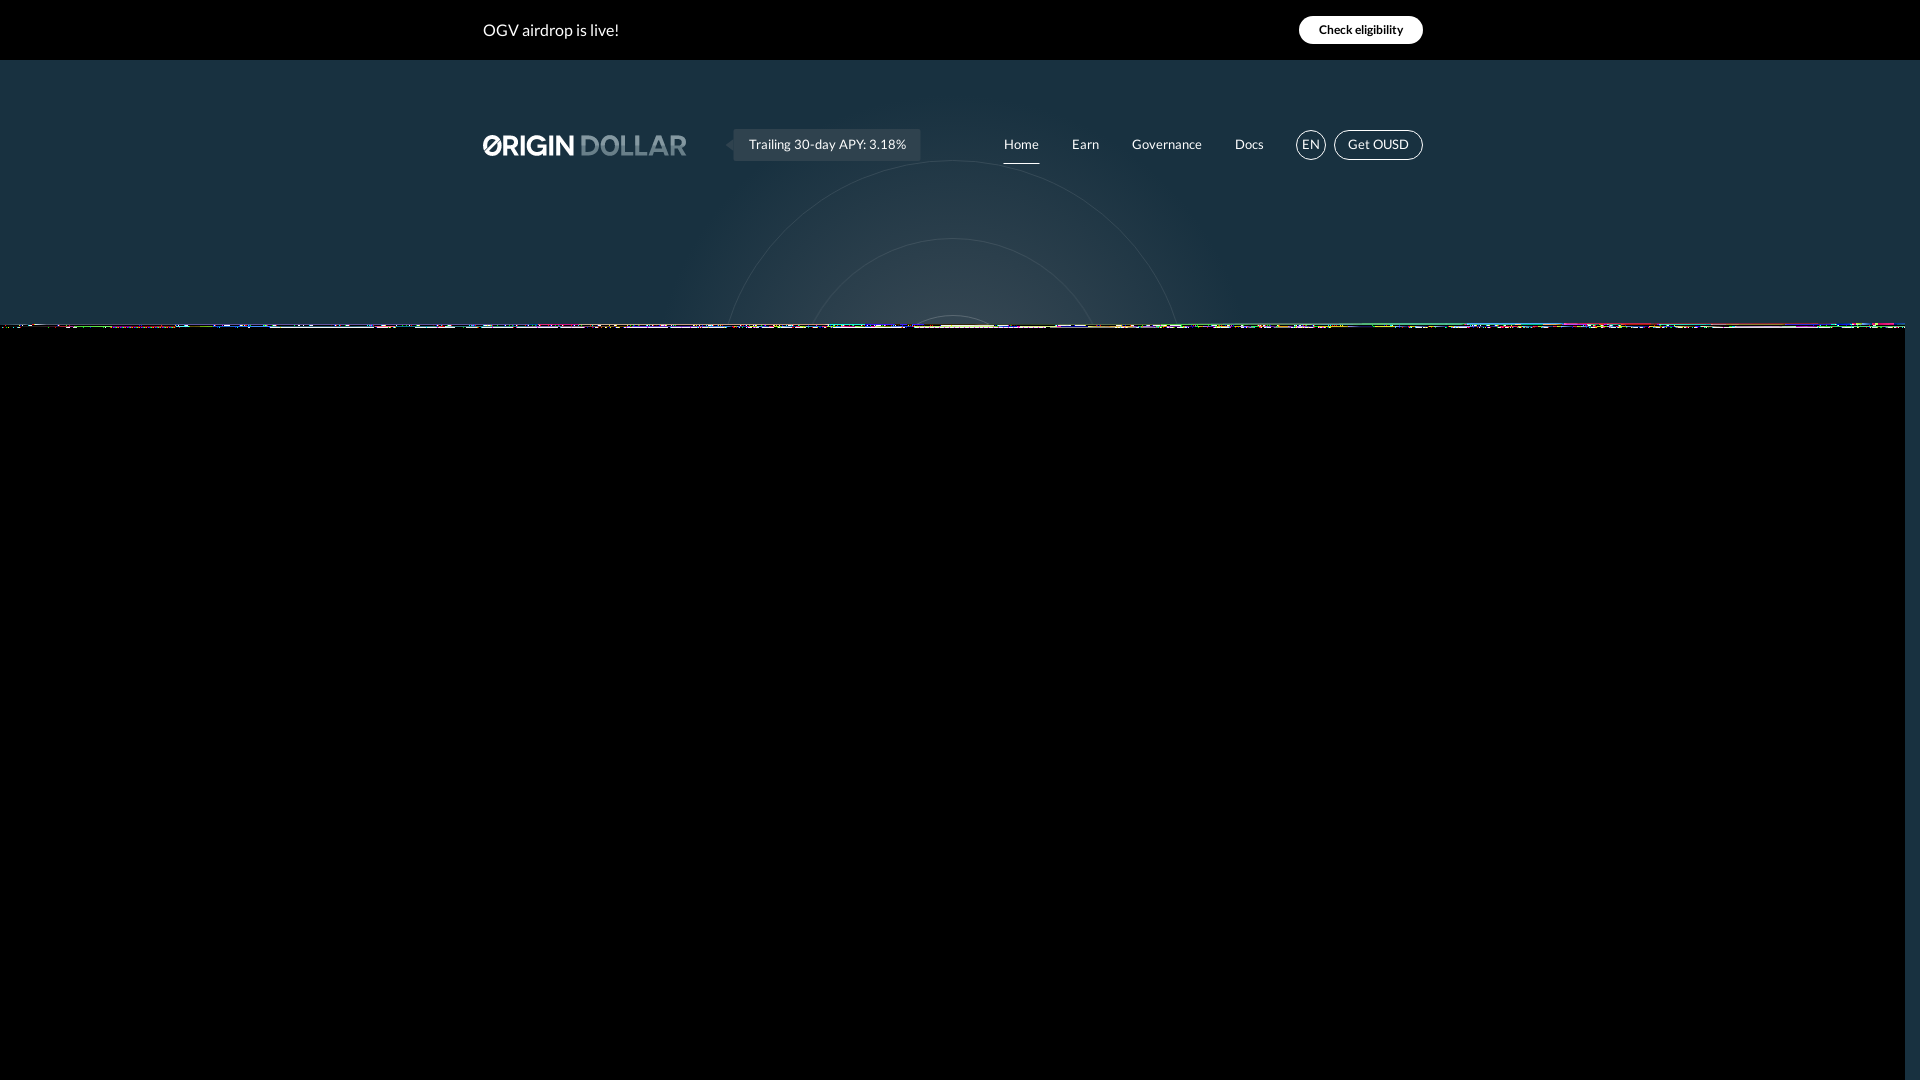 OGV airdrop is live!
Check eligibility
ØRIGIN DOLLAR
Trailing 30-day APY: 3.18%
Home
Earn
Governance
Docs
EN
Get OUSD